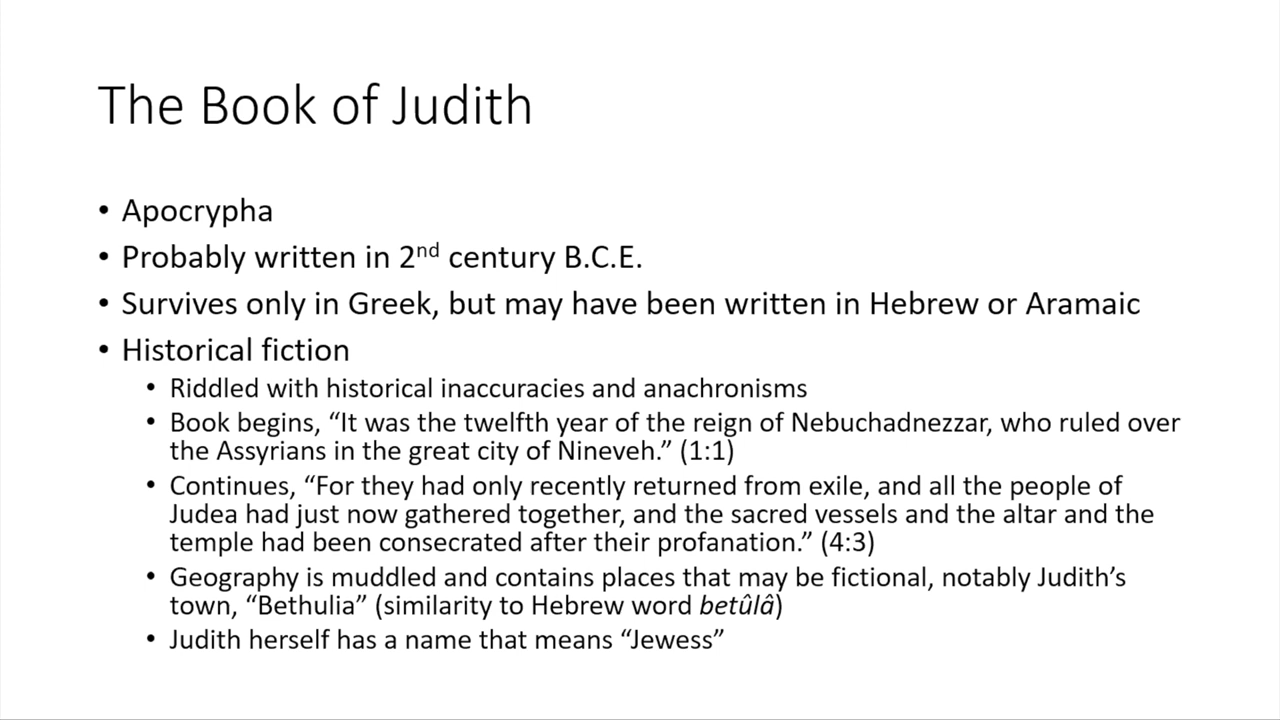 The Book of Judith
• Apocrypha
• Probably written in 2nd century B.C.E.
• Survives only in Greek, but may have been written in Hebrew or Aramaic
• Historical fiction
• Riddled with historical inaccuracies and anachronisms
• Book begins, “It was the twelfth year of the reign of Nebuchadnezzar, who ruled over
the Assyrians in the great city of Nineveh.” (1:1)
• Continues, “For they had only recently returned from exile, and all the people of
Judea had just now gathered together, and the sacred vessels and the altar and the
temple had been consecrated after their profanation.” (4:3)
• Geography is muddled and contains places that may be fictional, notably Judith’s
town, “Bethulia” (similarity to Hebrew word betûlâ)
• Judith herself has a name that means “Jewess”